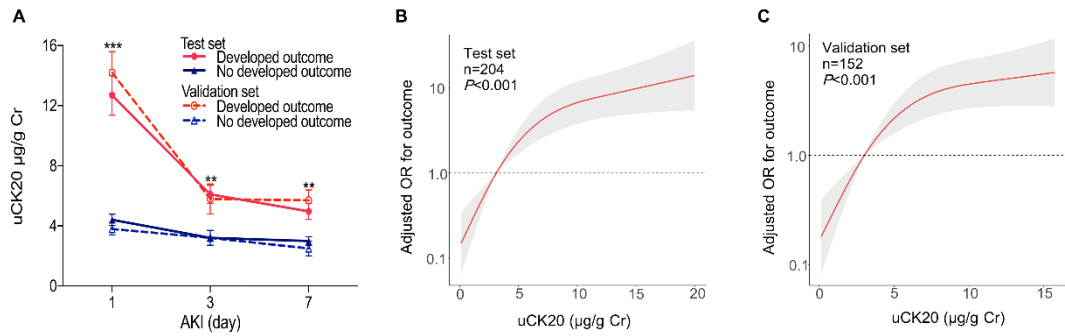 A
***
**
**
Test set
Developed outcome
No developed outcome
Validation set
Developed outcome
No developed outcome
uCK20 µg/g Cr
16
12
8
4
0
1
3
7
AKI (day)
B
Test set
n=204
P<0.001
Adjusted OR for outcome
10
1.0
0.1
0
5
10
15
20
uCK20 (µg/g Cr)
C
Validation set
n=152
P<0.001
Adjusted OR for outcome
10
1.0
0.1
0
5
10
15
uCK20 (µg/g Cr)